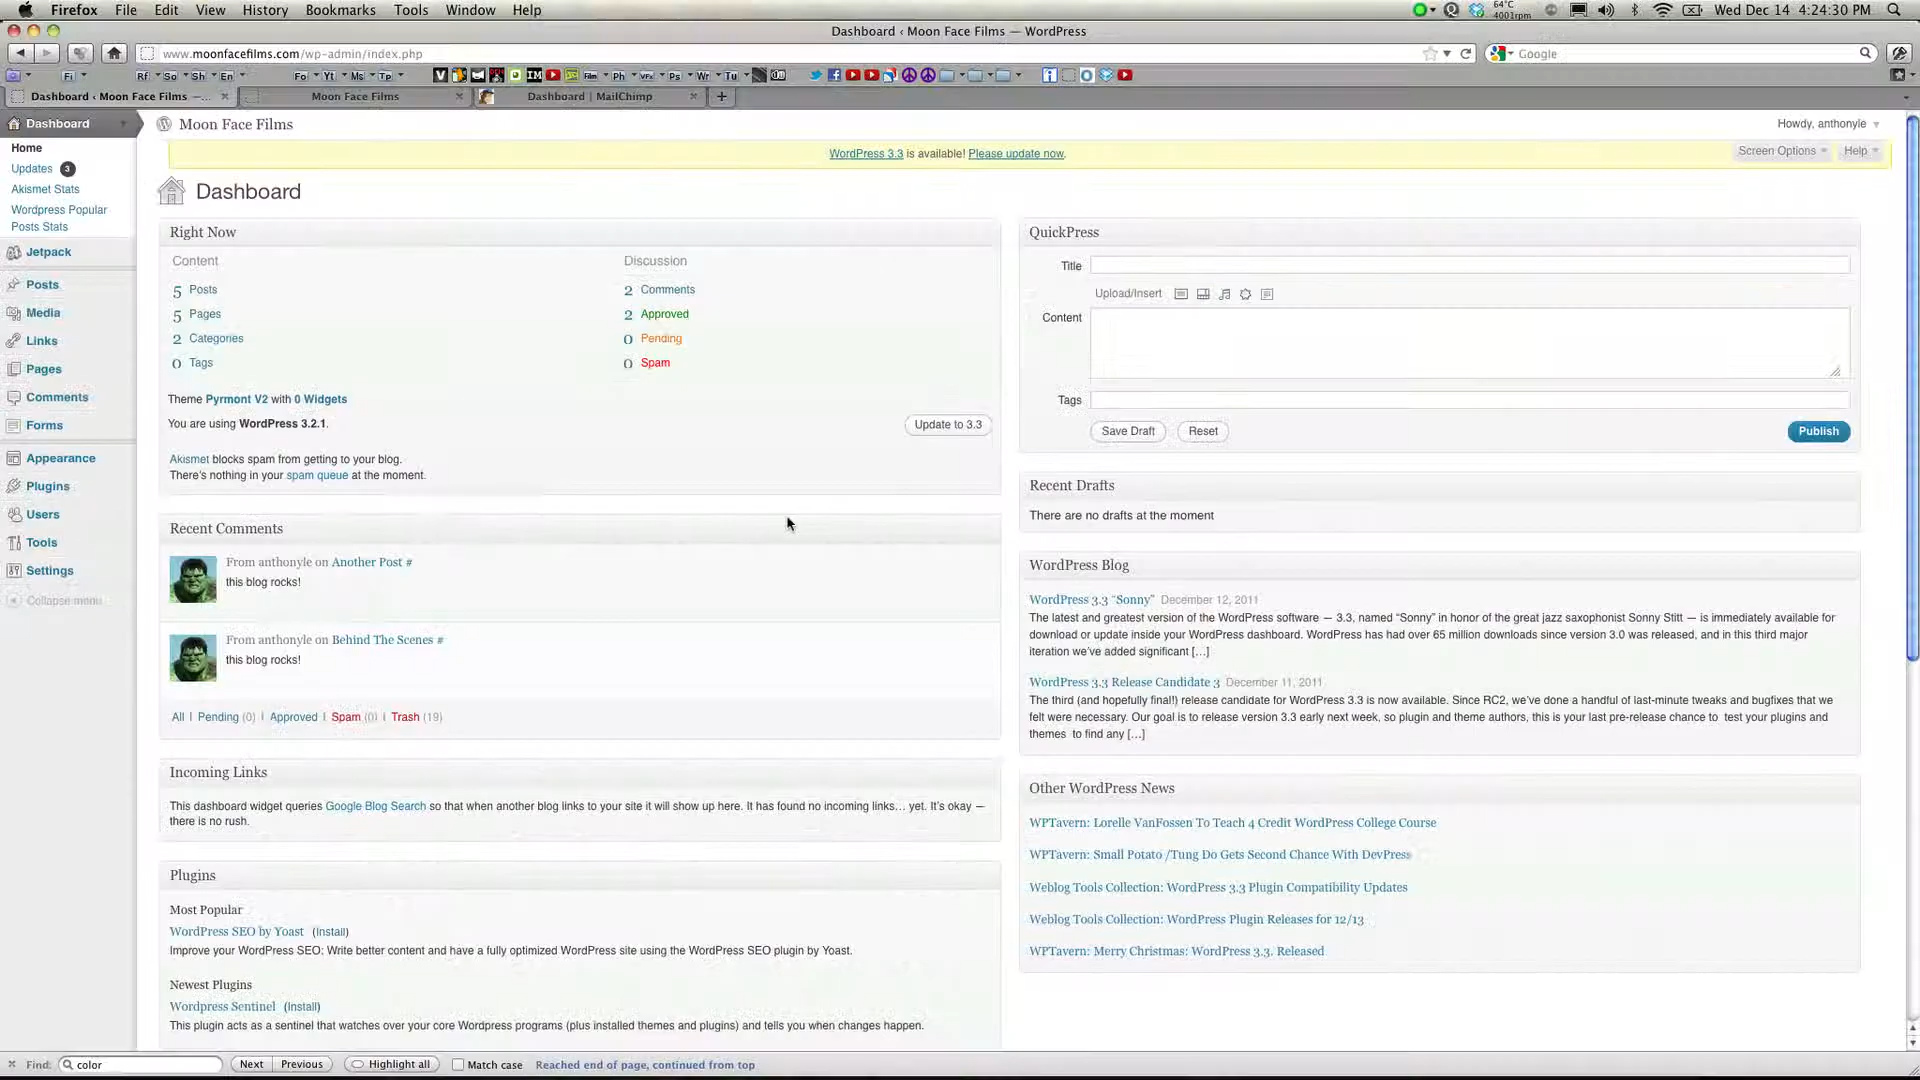 Firefox File Edit View History Bookmarks Tools Window Help
64°C
4001rpm
Wed Dec 14 4:24:30 PM
Dashboard ‹ Moon Face Films — WordPress
www.moonfacefilms.com/wp-admin/index.php
Google
Fi Rf So Sh En Fo Yt Ms Tp V IM Film Ph VFX Ps Wr Tu
Dashboard ‹ Moon Face Films —...
Moon Face Films
Dashboard | MailChimp
Dashboard
Home
Updates 3
Akismet Stats
Wordpress Popular
Posts Stats
Jetpack
Posts
Media
Links
Pages
Comments
Forms
Appearance
Plugins
Users
Tools
Settings
Collapse menu
Moon Face Films
Howdy, anthonyle
WordPress 3.3 is available! Please update now.
Screen Options
Help
Dashboard
Right Now
Content
5 Posts
5 Pages
2 Categories
0 Tags
Discussion
2 Comments
2 Approved
0 Pending
0 Spam
Theme Pyrmont V2 with 0 Widgets
You are using WordPress 3.2.1.
Update to 3.3
Akismet blocks spam from getting to your blog.
There's nothing in your spam queue at the moment.
Recent Comments
From anthonyle on Another Post #
this blog rocks!
From anthonyle on Behind The Scenes #
this blog rocks!
All | Pending (0) | Approved | Spam (0) | Trash (19)
Incoming Links
This dashboard widget queries Google Blog Search so that when another blog links to your site it will show up here. It has found no incoming links… yet. It's okay —
there is no rush.
Plugins
Most Popular
WordPress SEO by Yoast (Install)
Improve your WordPress SEO: Write better content and have a fully optimized WordPress site using the WordPress SEO plugin by Yoast.
Newest Plugins
Wordpress Sentinel (Install)
This plugin acts as a sentinel that watches over your core Wordpress programs (plus installed themes and plugins) and tells you when changes happen.
QuickPress
Title
Upload/Insert
Content
Tags
Save Draft
Reset
Publish
Recent Drafts
There are no drafts at the moment
WordPress Blog
WordPress 3.3 "Sonny" December 12, 2011
The latest and greatest version of the WordPress software — 3.3, named "Sonny" in honor of the great jazz saxophonist Sonny Stitt — is immediately available for
download or update inside your WordPress dashboard. WordPress has had over 65 million downloads since version 3.0 was released, and in this third major
iteration we've added significant […]
WordPress 3.3 Release Candidate 3 December 11, 2011
The third (and hopefully final!) release candidate for WordPress 3.3 is now available. Since RC2, we've done a handful of last-minute tweaks and bugfixes that we
felt were necessary. Our goal is to release version 3.3 early next week, so plugin and theme authors, this is your last pre-release chance to test your plugins and
themes to find any […]
Other WordPress News
WPTavern: Lorelle VanFossen To Teach 4 Credit WordPress College Course
WPTavern: Small Potato /Tung Do Gets Second Chance With DevPress
Weblog Tools Collection: WordPress 3.3 Plugin Compatibility Updates
Weblog Tools Collection: WordPress Plugin Releases for 12/13
WPTavern: Merry Christmas: WordPress 3.3. Released
Find: color
Next
Previous
Highlight all
Match case
Reached end of page, continued from top